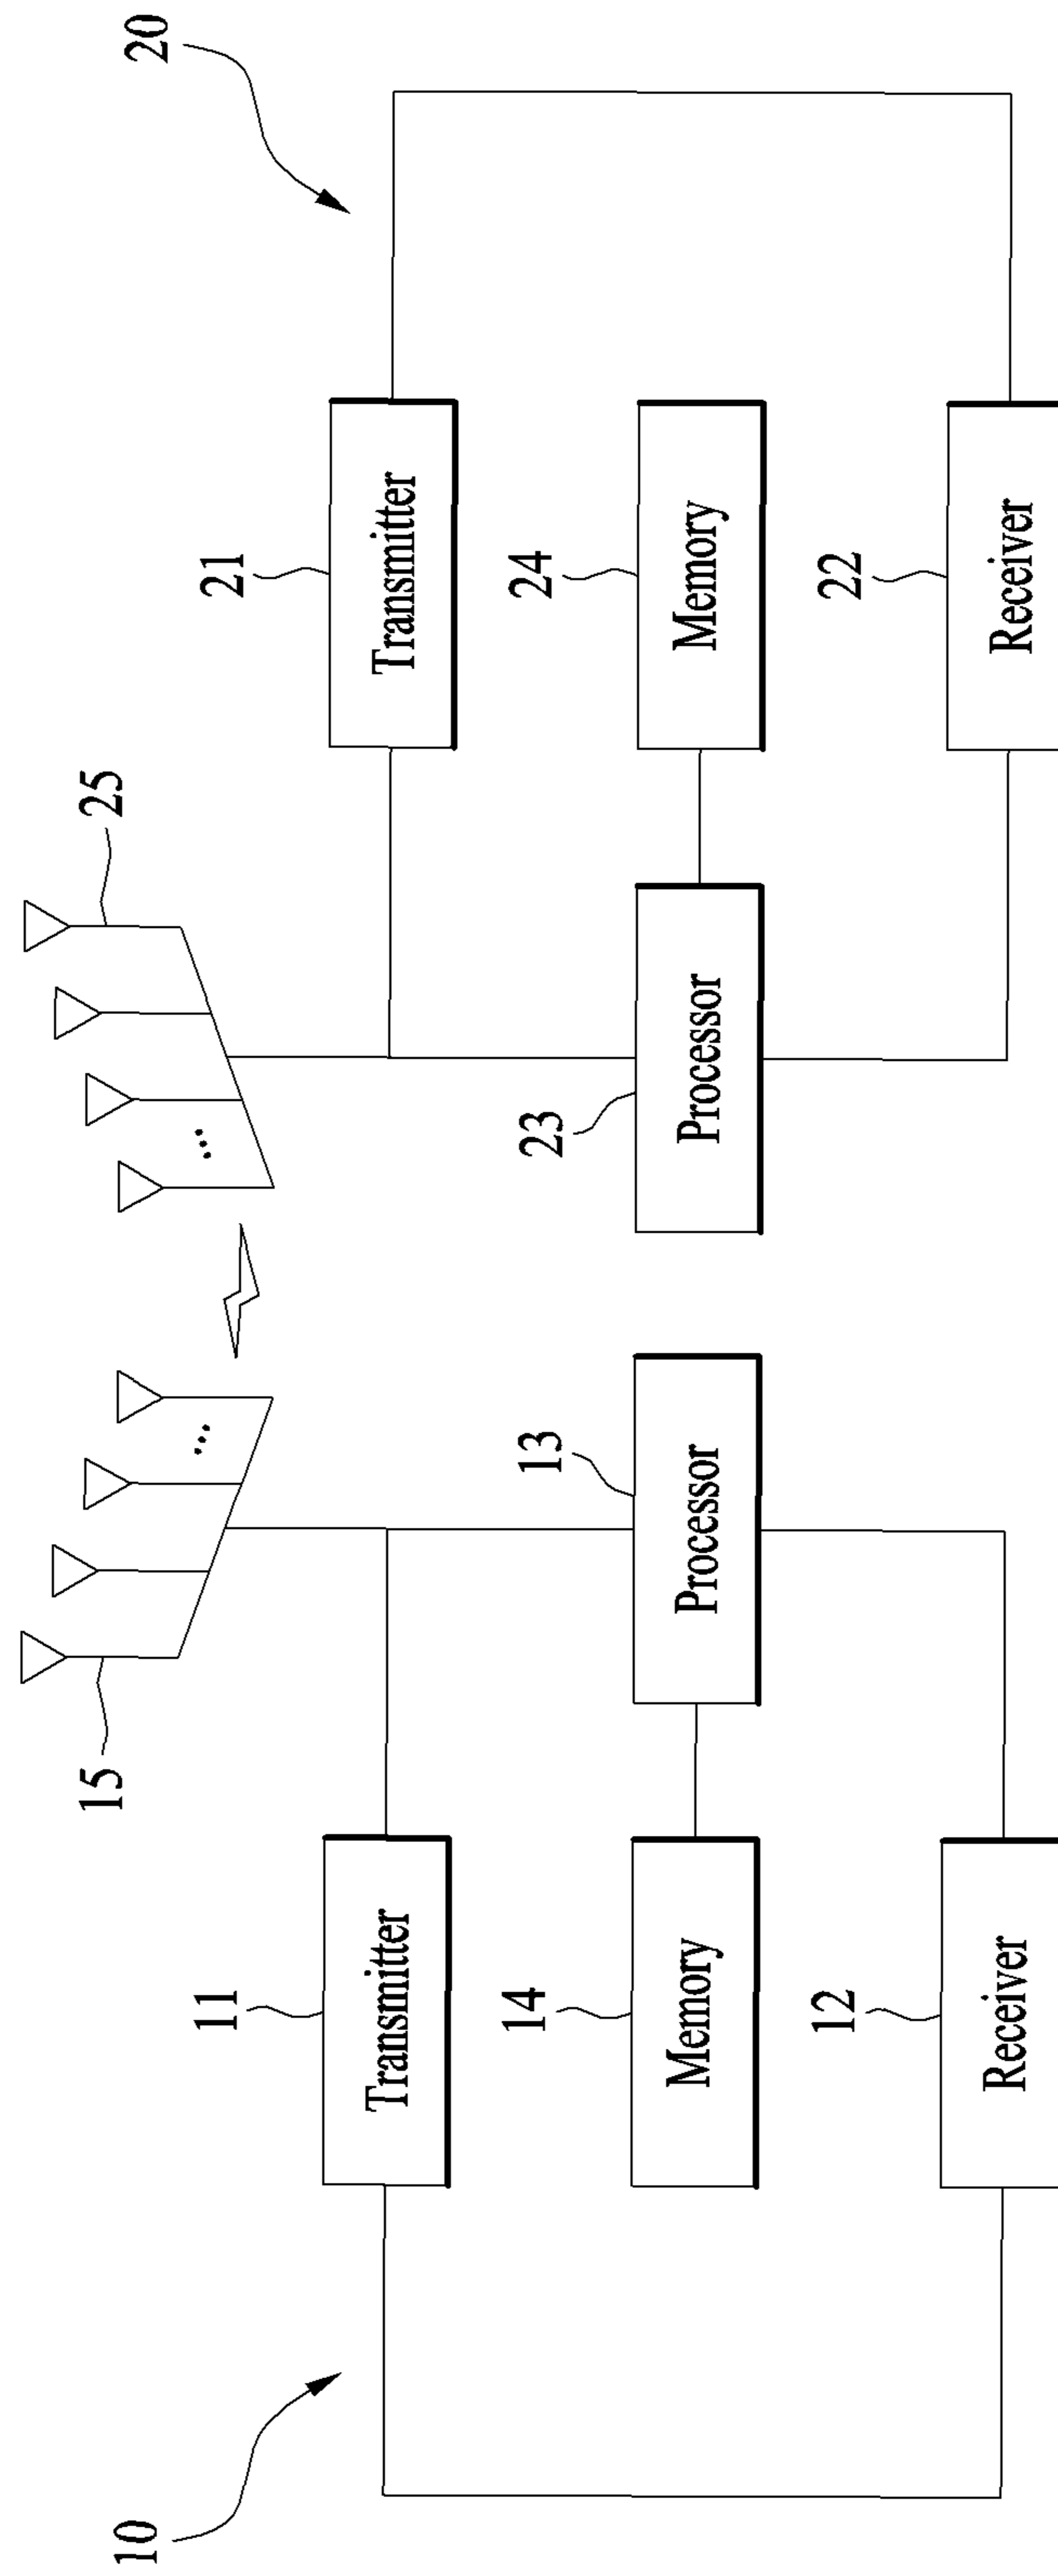 10
20
15
25
11
Transmitter
21
Transmitter
13
Processor
23
Processor
14
Memory
24
Memory
12
Receiver
22
Receiver